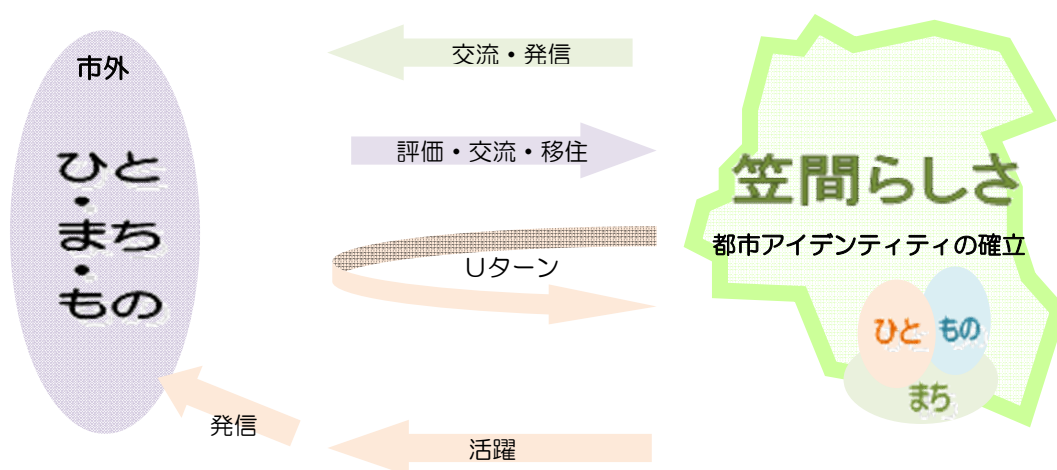 市外
ひと
・
まち
・
もの
交流・発信
評価・交流・移住
Uターン
発信
活躍
笠間らしさ
都市アイデンティティの確立
ひと
もの
まち